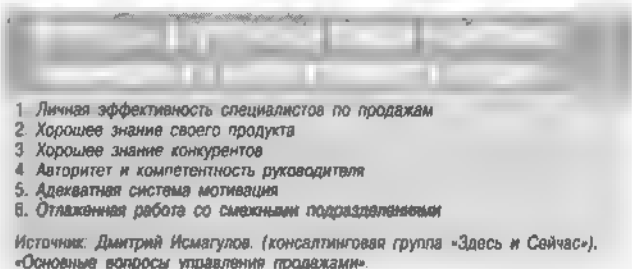 1 Личная эффективность специалистов по продажам
2 Хорошее знание своего продукта
3 Хорошее знание конкурентов
4 Авторитет и компетентность руководителя
5. Адекватная система мотивация
6. Отлаженная работа со смежными подразделениями
Источник: Дмитрий Исмагулов. (консалтинговая группа «Здесь и Сейчас»).
«Основные вопросы управления продажами».